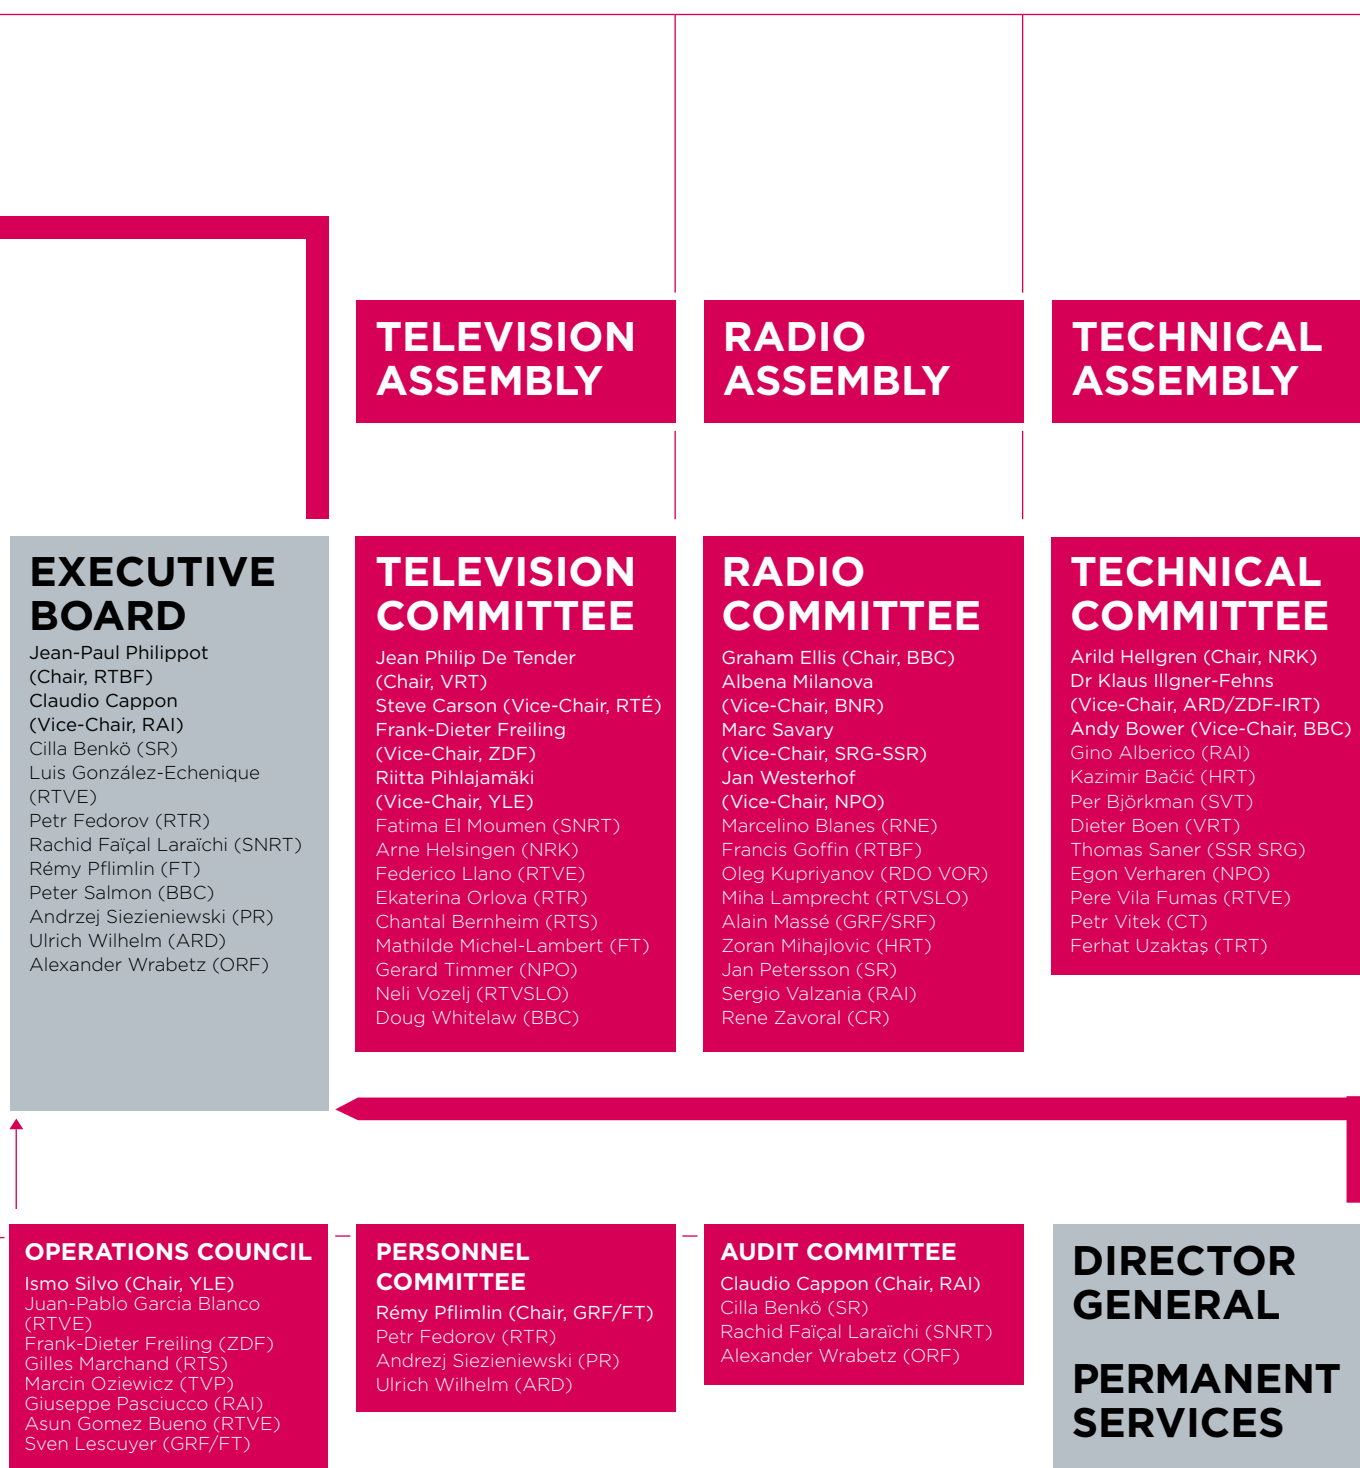 TELEVISION
ASSEMBLY
RADIO
ASSEMBLY
TECHNICAL
ASSEMBLY
EXECUTIVE
BOARD
Jean-Paul Philippot
(Chair, RTBF)
Claudio Cappon
(Vice-Chair, RAI)
Cilla Benkö (SR)
Luis González-Echenique
(RTVE)
Petr Fedorov (RTR)
Rachid Faïçal Laraïchi (SNRT)
Rémy Pflimlin (FT)
Peter Salmon (BBC)
Andrzej Siezieniewski (PR)
Ulrich Wilhelm (ARD)
Alexander Wrabetz (ORF)
TELEVISION
COMMITTEE
Jean Philip De Tender
(Chair, VRT)
Steve Carson (Vice-Chair, RTÉ)
Frank-Dieter Freiling
(Vice-Chair, ZDF)
Riitta Pihlajamäki
(Vice-Chair, YLE)
Fatima El Moumen (SNRT)
Arne Helsingen (NRK)
Federico Llano (RTVE)
Ekaterina Orlova (RTR)
Chantal Bernheim (RTS)
Mathilde Michel-Lambert (FT)
Gerard Timmer (NPO)
Neli Vozelj (RTVSLO)
Doug Whitelaw (BBC)
RADIO
COMMITTEE
Graham Ellis (Chair, BBC)
Albena Milanova
(Vice-Chair, BNR)
Marc Savary
(Vice-Chair, SRG-SSR)
Jan Westerhof
(Vice-Chair, NPO)
Marcelino Blanes (RNE)
Francis Goffin (RTBF)
Oleg Kupriyanov (RDO VOR)
Miha Lamprecht (RTVSLO)
Alain Massé (GRF/SRF)
Zoran Mihajlovic (HRT)
Jan Petersson (SR)
Sergio Valzania (RAI)
Rene Zavoral (CR)
TECHNICAL
COMMITTEE
Arild Hellgren (Chair, NRK)
Dr Klaus Illgner-Fehns
(Vice-Chair, ARD/ZDF-IRT)
Andy Bower (Vice-Chair, BBC)
Gino Alberico (RAI)
Kazimir Bačić (HRT)
Per Björkman (SVT)
Dieter Boen (VRT)
Thomas Saner (SSR SRG)
Egon Verharen (NPO)
Pere Vila Fumas (RTVE)
Petr Vitek (CT)
Ferhat Uzaktaş (TRT)
OPERATIONS COUNCIL
Ismo Silvo (Chair, YLE)
Juan-Pablo Garcia Blanco
(RTVE)
Frank-Dieter Freiling (ZDF)
Gilles Marchand (RTS)
Marcin Oziewicz (TVP)
Giuseppe Pasciucco (RAI)
Asun Gomez Bueno (RTVE)
Sven Lescuyer (GRF/FT)
PERSONNEL
COMMITTEE
Rémy Pflimlin (Chair, GRF/FT)
Petr Fedorov (RTR)
Andrezj Siezieniewski (PR)
Ulrich Wilhelm (ARD)
AUDIT COMMITTEE
Claudio Cappon (Chair, RAI)
Cilla Benkö (SR)
Rachid Faïçal Laraïchi (SNRT)
Alexander Wrabetz (ORF)
DIRECTOR
GENERAL
PERMANENT
SERVICES